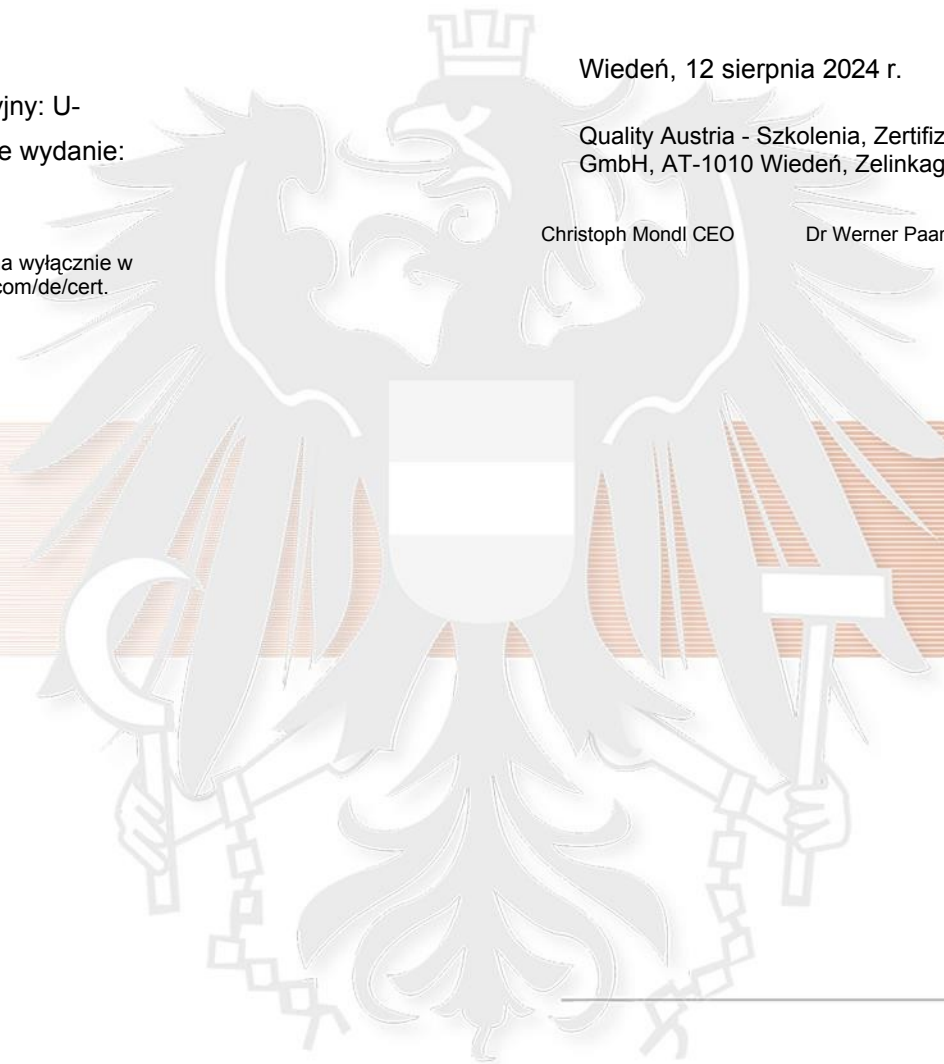 Wiedeń, 12 sierpnia 2024 r.
yjny: U-
e wydanie:
Quality Austria - Szkolenia, Zertifiz
GmbH, AT-1010 Wiedeń, Zelinkag
Christoph Mondl CEO
Dr Werner Paar
a wyłącznie w
com/de/cert.